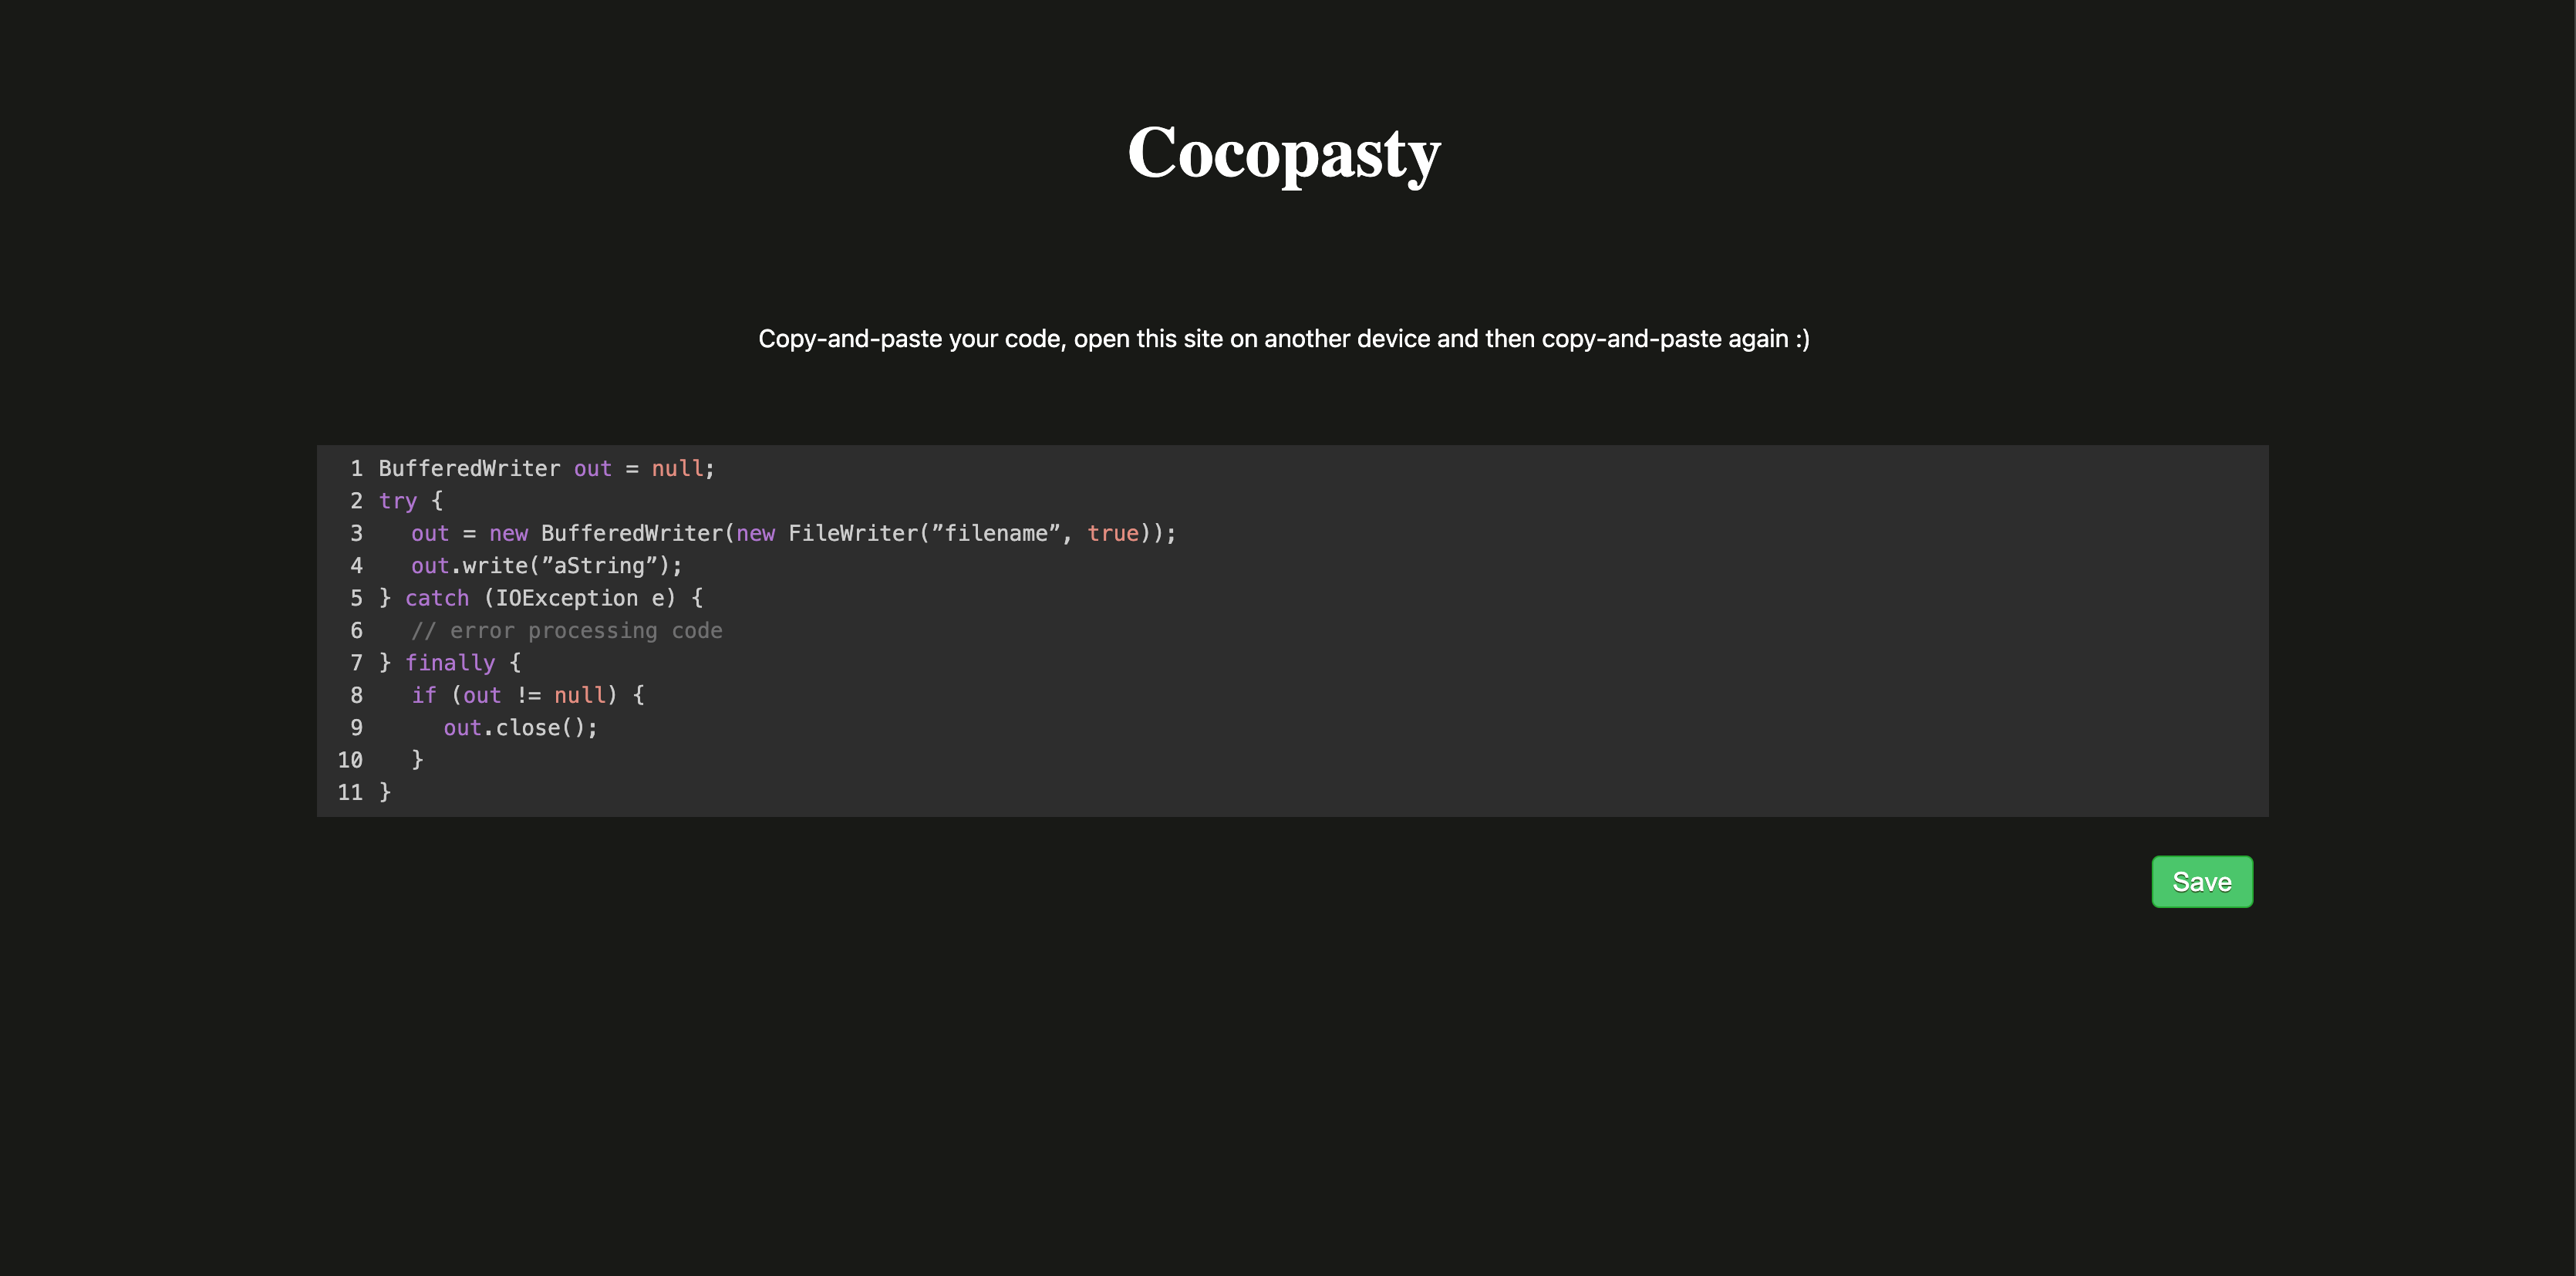 Cocopasty
Copy-and-paste your code, open this site on another device and then copy-and-paste again :)
1 BufferedWriter out = null;
2 try {
3 out = new BufferedWriter(new FileWriter(”filename”, true));
4 out.write(”aString”);
5 } catch (IOException e) {
6 // error processing code
7 } finally {
8 if (out != null) {
9 out.close();
10 }
11 }
Save